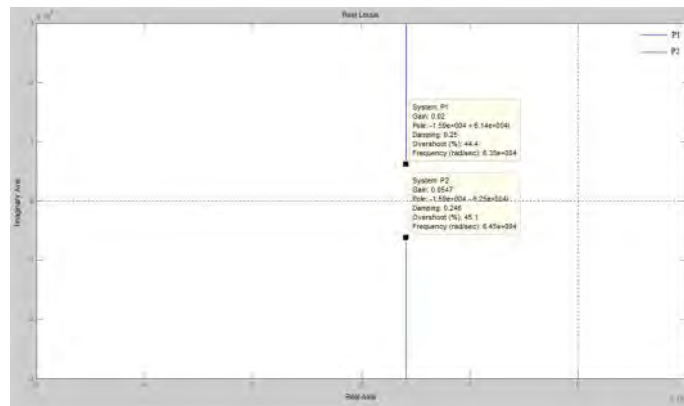 Root Locus
P1
P2
System: P1
Gain: 0.02
Pole: -1.59e+004 + 6.14e+004i
Damping: 0.25
Overshoot (%): 44.4
Frequency (rad/sec): 6.35e+004
System: P2
Gain: 0.0547
Pole: -1.59e+004 - 6.25e+004i
Damping: 0.246
Overshoot (%): 45.1
Frequency (rad/sec): 6.45e+004
Imaginary Axis
Real Axis